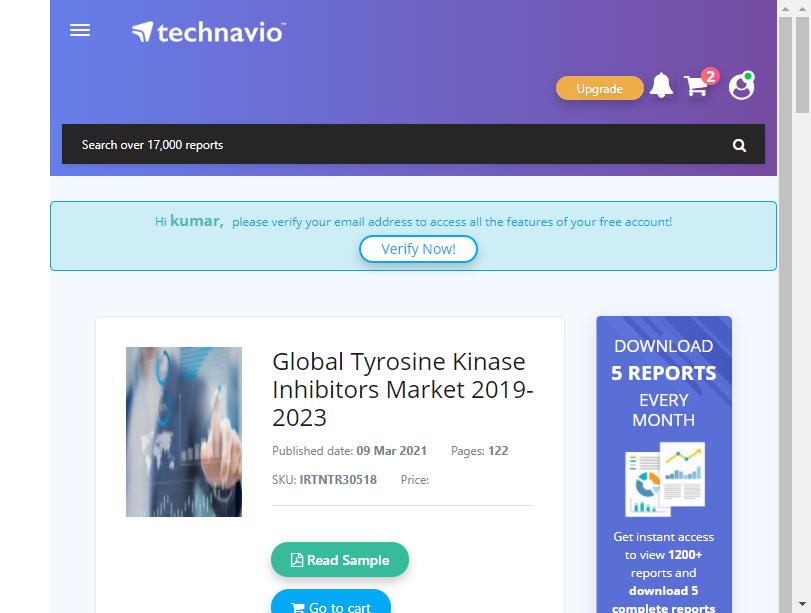 technavio™
Upgrade
2
Search over 17,000 reports
Hi kumar, please verify your email address to access all the features of your free account!
Verify Now!
Global Tyrosine Kinase
Inhibitors Market 2019-
2023
Published date: 09 Mar 2021 Pages: 122
SKU: IRTNTR30518 Price:
Read Sample
Go to cart
DOWNLOAD
5 REPORTS
EVERY
MONTH
Get instant access
to view 1200+
reports and
download 5
complete reports